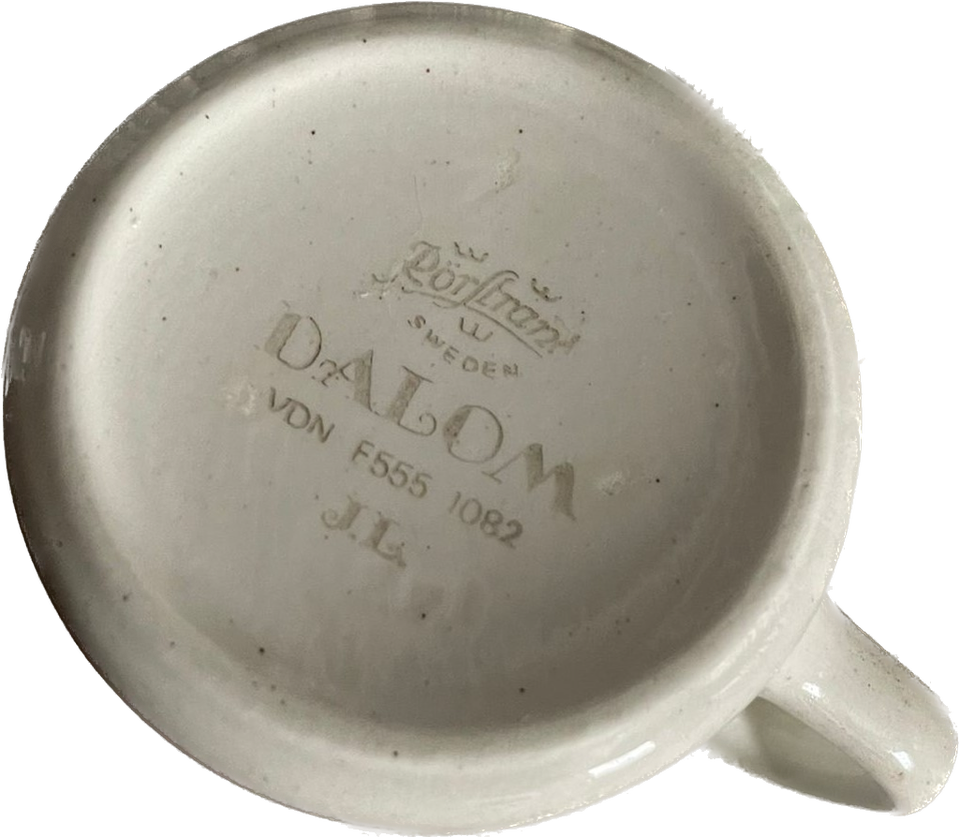 Rörstrand
SWEDEN
DALOM
VDN F555 1082
J.L.